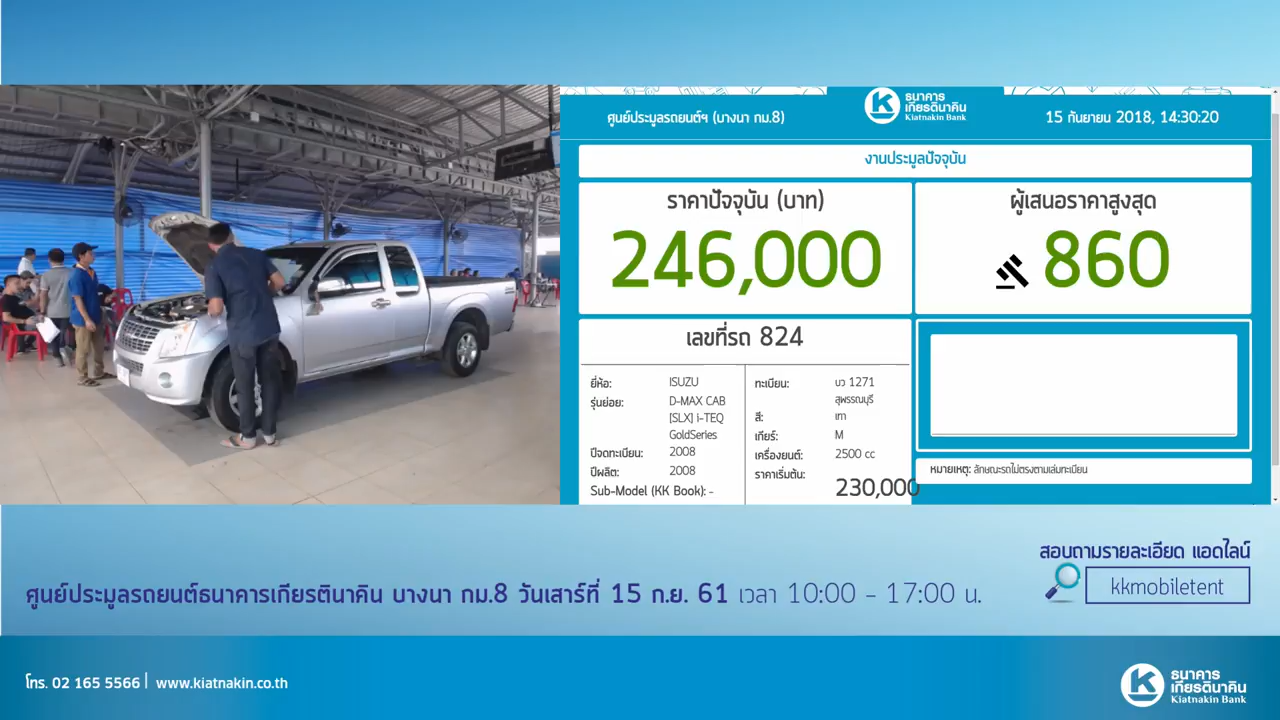 ศูนย์ประมูลรถยนต์ฯ (บางนา กม.8)
ธนาคาร
เกียรตินาคิน
Kiatnakin Bank
15 กันยายน 2018, 14:30:20
งานประมูลปัจจุบัน
ราคาปัจจุบัน (บาท)
246,000
ผู้เสนอราคาสูงสุด
860
เลขที่รถ 824
ยี่ห้อ: ISUZU
รุ่นย่อย: D-MAX CAB
[SLX] i-TEQ
GoldSeries
ปีจดทะเบียน: 2008
ปีผลิต: 2008
Sub-Model (KK Book): -
ทะเบียน: บว 1271
สุพรรณบุรี
สี: เทา
เกียร์: M
เครื่องยนต์: 2500 cc
ราคาเริ่มต้น:
230,000
หมายเหตุ: ลักษณะรถไม่ตรงตามเล่มทะเบียน
สอบถามรายละเอียด แอดไลน์
kkmobiletent
ศูนย์ประมูลรถยนต์ธนาคารเกียรตินาคิน บางนา กม.8 วันเสาร์ที่ 15 ก.ย. 61 เวลา 10:00 - 17:00 น.
โทร. 02 165 5566 | www.kiatnakin.co.th
ธนาคาร
เกียรตินาคิน
Kiatnakin Bank